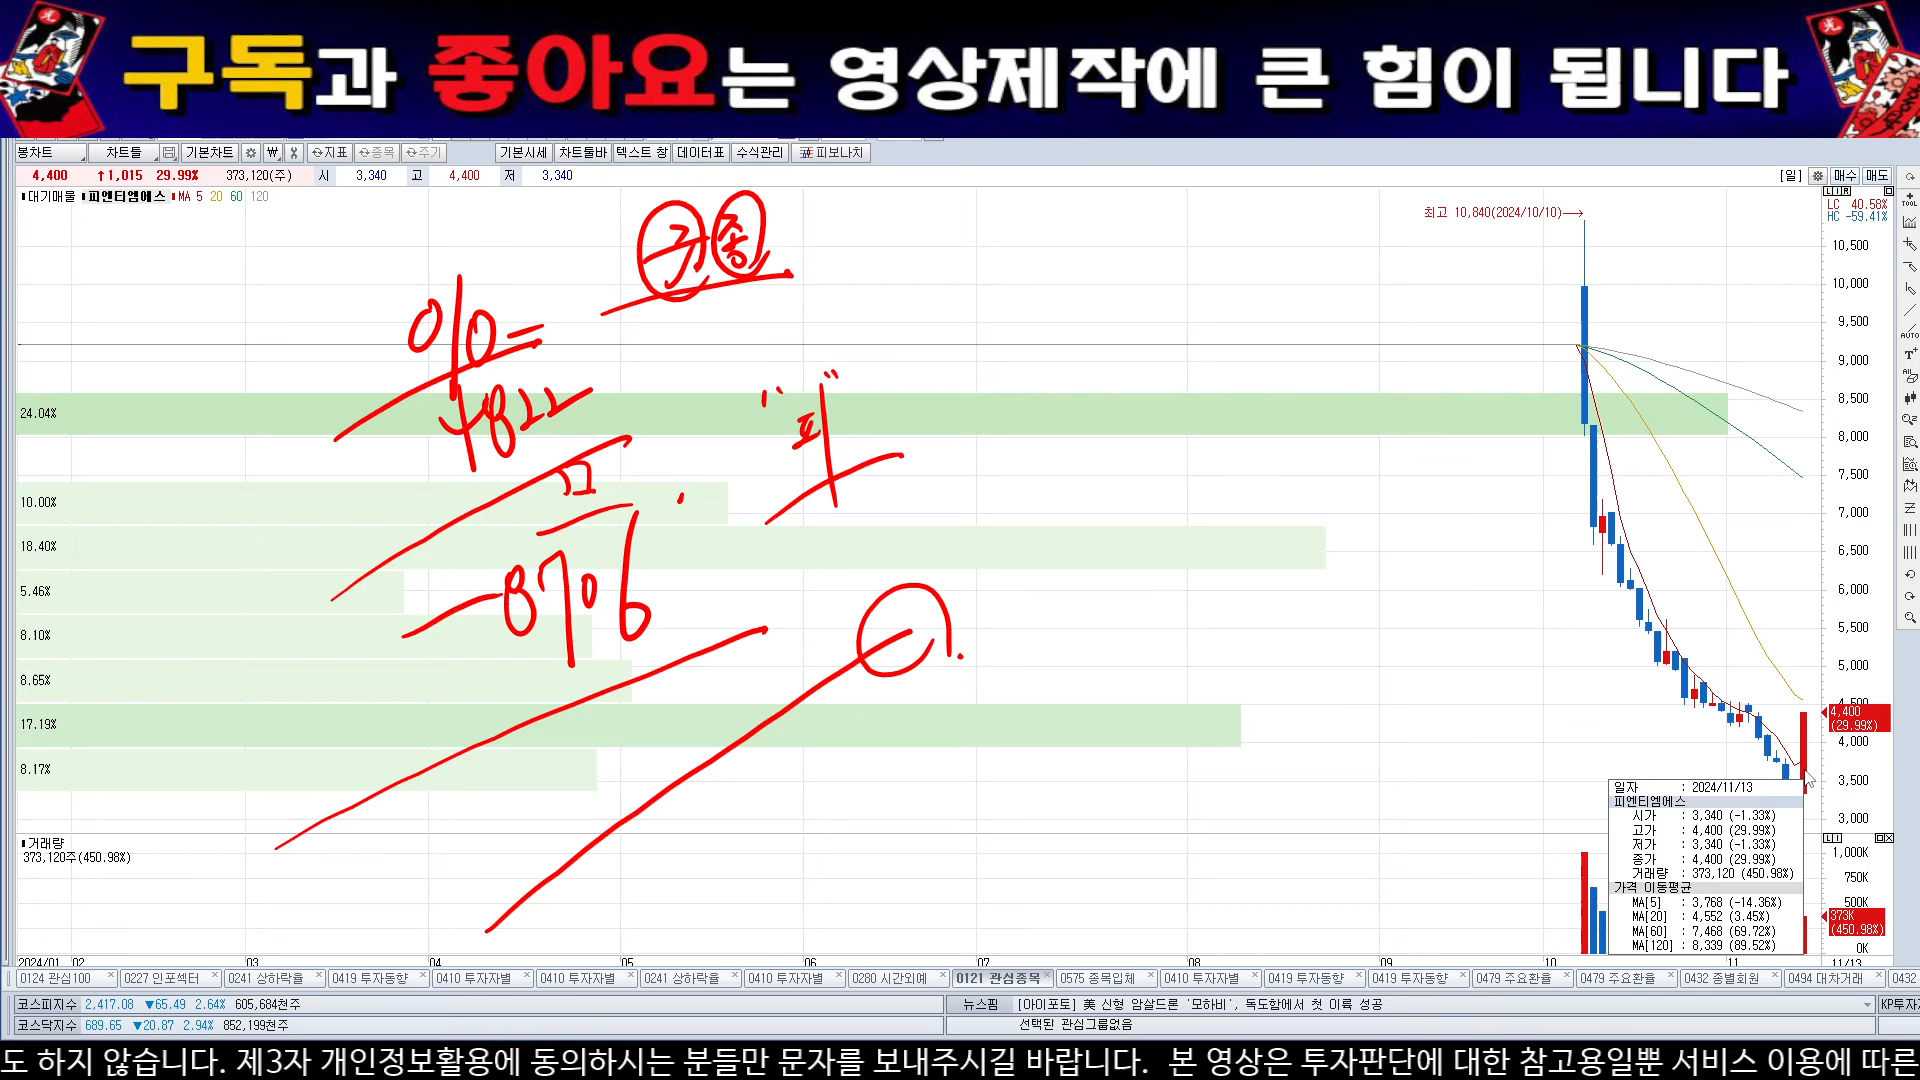 구독과 좋아요는 영상제작에 큰 힘이 됩니다
봉차트 차트툴 기본차트 지표 종목 주기 기본시세 차트툴바 텍스트 창 데이터표 수식관리 피보나치
4,400 ↑1,015 29.99% 373,120(주) 시 3,340 고 4,400 저 3,340 [일] 매수 매도
대기매물 피엔티엠에스 MA 5 20 60 120
LC 40.58%
HC -59.41%
최고 10,840(2024/10/10)→
10,500
10,000
9,500
9,000
8,500
8,000
7,500
7,000
6,500
6,000
5,500
5,000
4,500
4,400
(29.99%)
4,000
3,500
3,000
24.04%
10.00%
18.40%
5.46%
8.10%
8.65%
17.19%
8.17%
% =
4822
-8706
"피"
일자 : 2024/11/13
피엔티엠에스
시가 : 3,340 (-1.33%)
고가 : 4,400 (29.99%)
저가 : 3,340 (-1.33%)
종가 : 4,400 (29.99%)
거래량 : 373,120 (450.98%)
가격 이동평균
MA[5] : 3,768 (-14.36%)
MA[20] : 4,552 (3.45%)
MA[60] : 7,468 (69.72%)
MA[120] : 8,339 (89.52%)
거래량
373,120주(450.98%)
1,000K
750K
500K
373K
(450.98%)
0K
2024/01 02 03 04 05 06 07 08 09 10 11 11/13
0124 관심100 0227 인포섹터 0241 상하락율 0419 투자동향 0410 투자자별 0410 투자자별 0241 상하락율 0410 투자자별 0280 시간외예 0121 관심종목 0575 종목입체 0410 투자자별 0419 투자동향 0419 투자동향 0479 주요환율 0479 주요환율 0432 종별회원 0494 대차거래 0432
코스피지수 2,417.08 ▼65.49 2.64% 605,684천주 뉴스핌 [아이포토] 美 신형 암살드론 '모하비', 독도함에서 첫 이륙 성공 KP투자자
코스닥지수 689.65 ▼20.87 2.94% 852,199천주 선택된 관심그룹없음
도 하지 않습니다. 제3자 개인정보활용에 동의하시는 분들만 문자를 보내주시길 바랍니다. 본 영상은 투자판단에 대한 참고용일뿐 서비스 이용에 따른